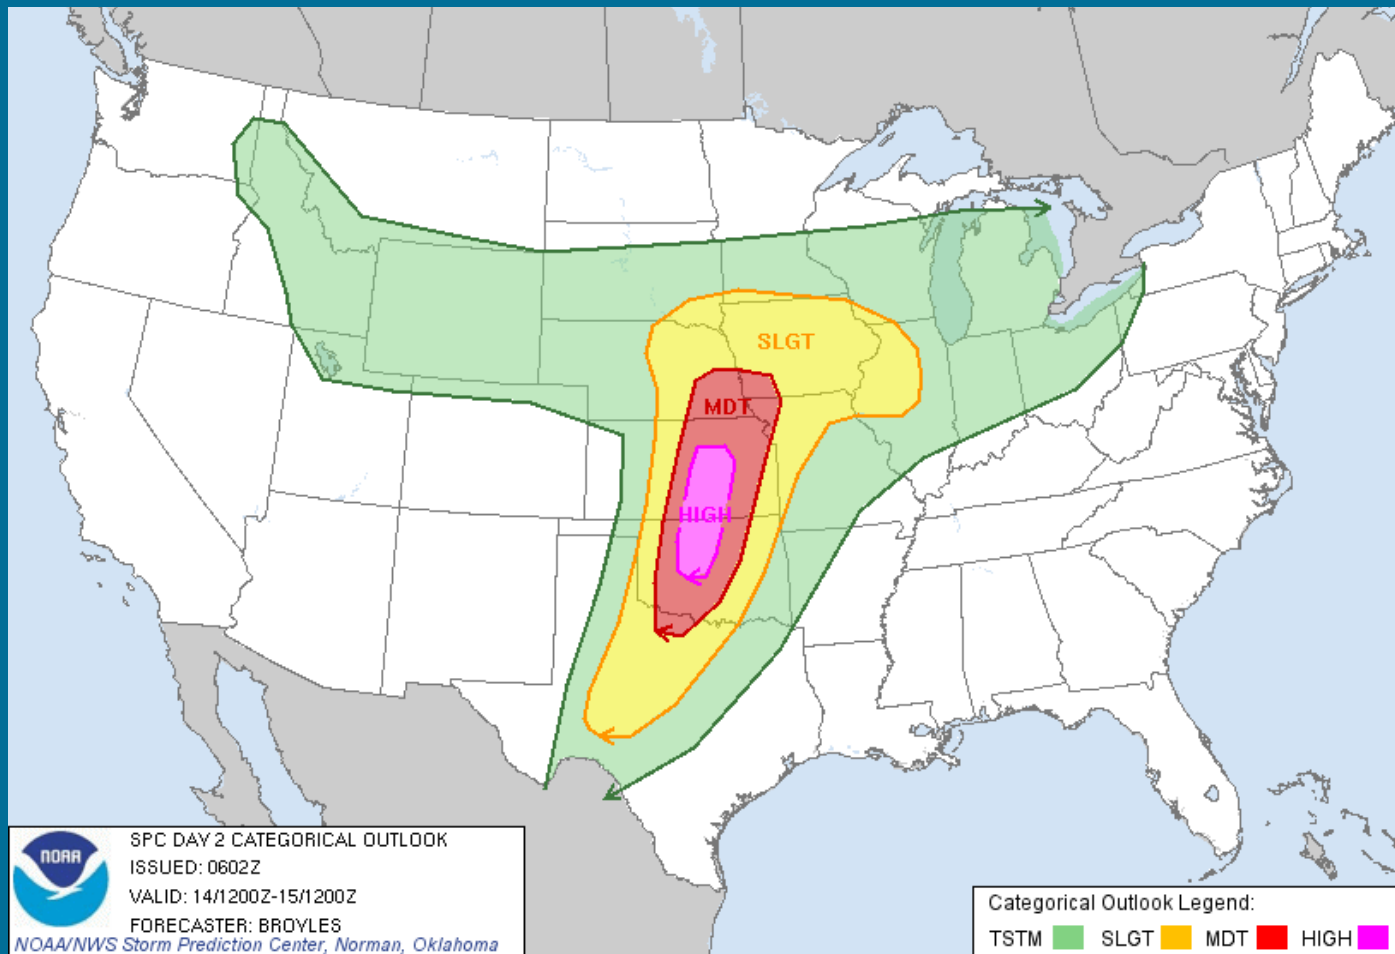 SLGT
MDT
HIGH
NOAA
SPC DAY 2 CATEGORICAL OUTLOOK
ISSUED: 0602Z
VALID: 14/1200Z-15/1200Z
FORECASTER: BROYLES
NOAA/NWS Storm Prediction Center, Norman, Oklahoma
Categorical Outlook Legend:
TSTM SLGT MDT HIGH